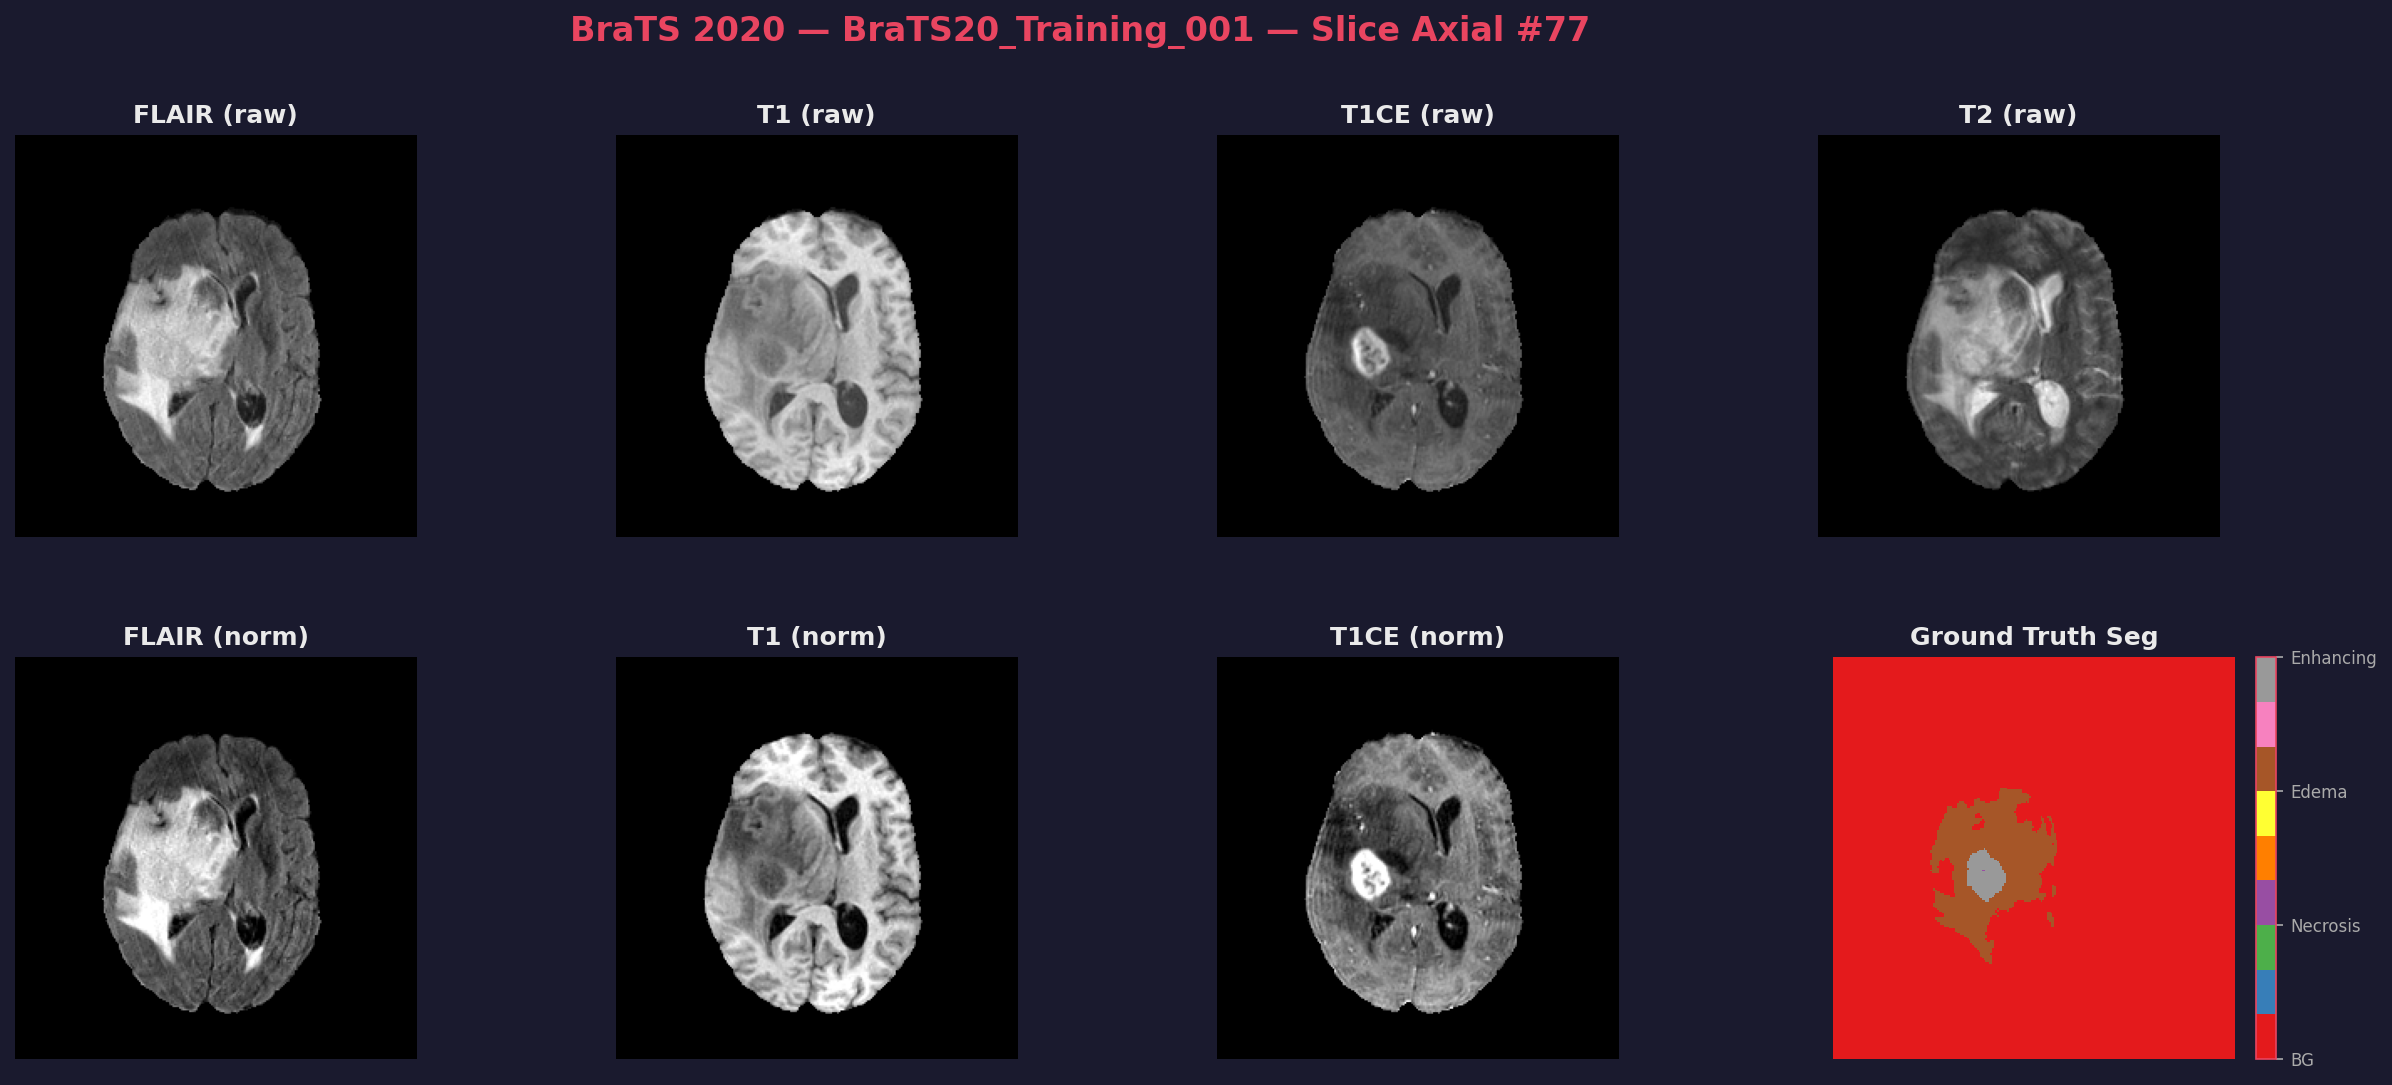 BraTS 2020 — BraTS20_Training_001 — Slice Axial #77
FLAIR (raw)
T1 (raw)
T1CE (raw)
T2 (raw)
FLAIR (norm)
T1 (norm)
T1CE (norm)
Ground Truth Seg
Enhancing
Edema
Necrosis
BG